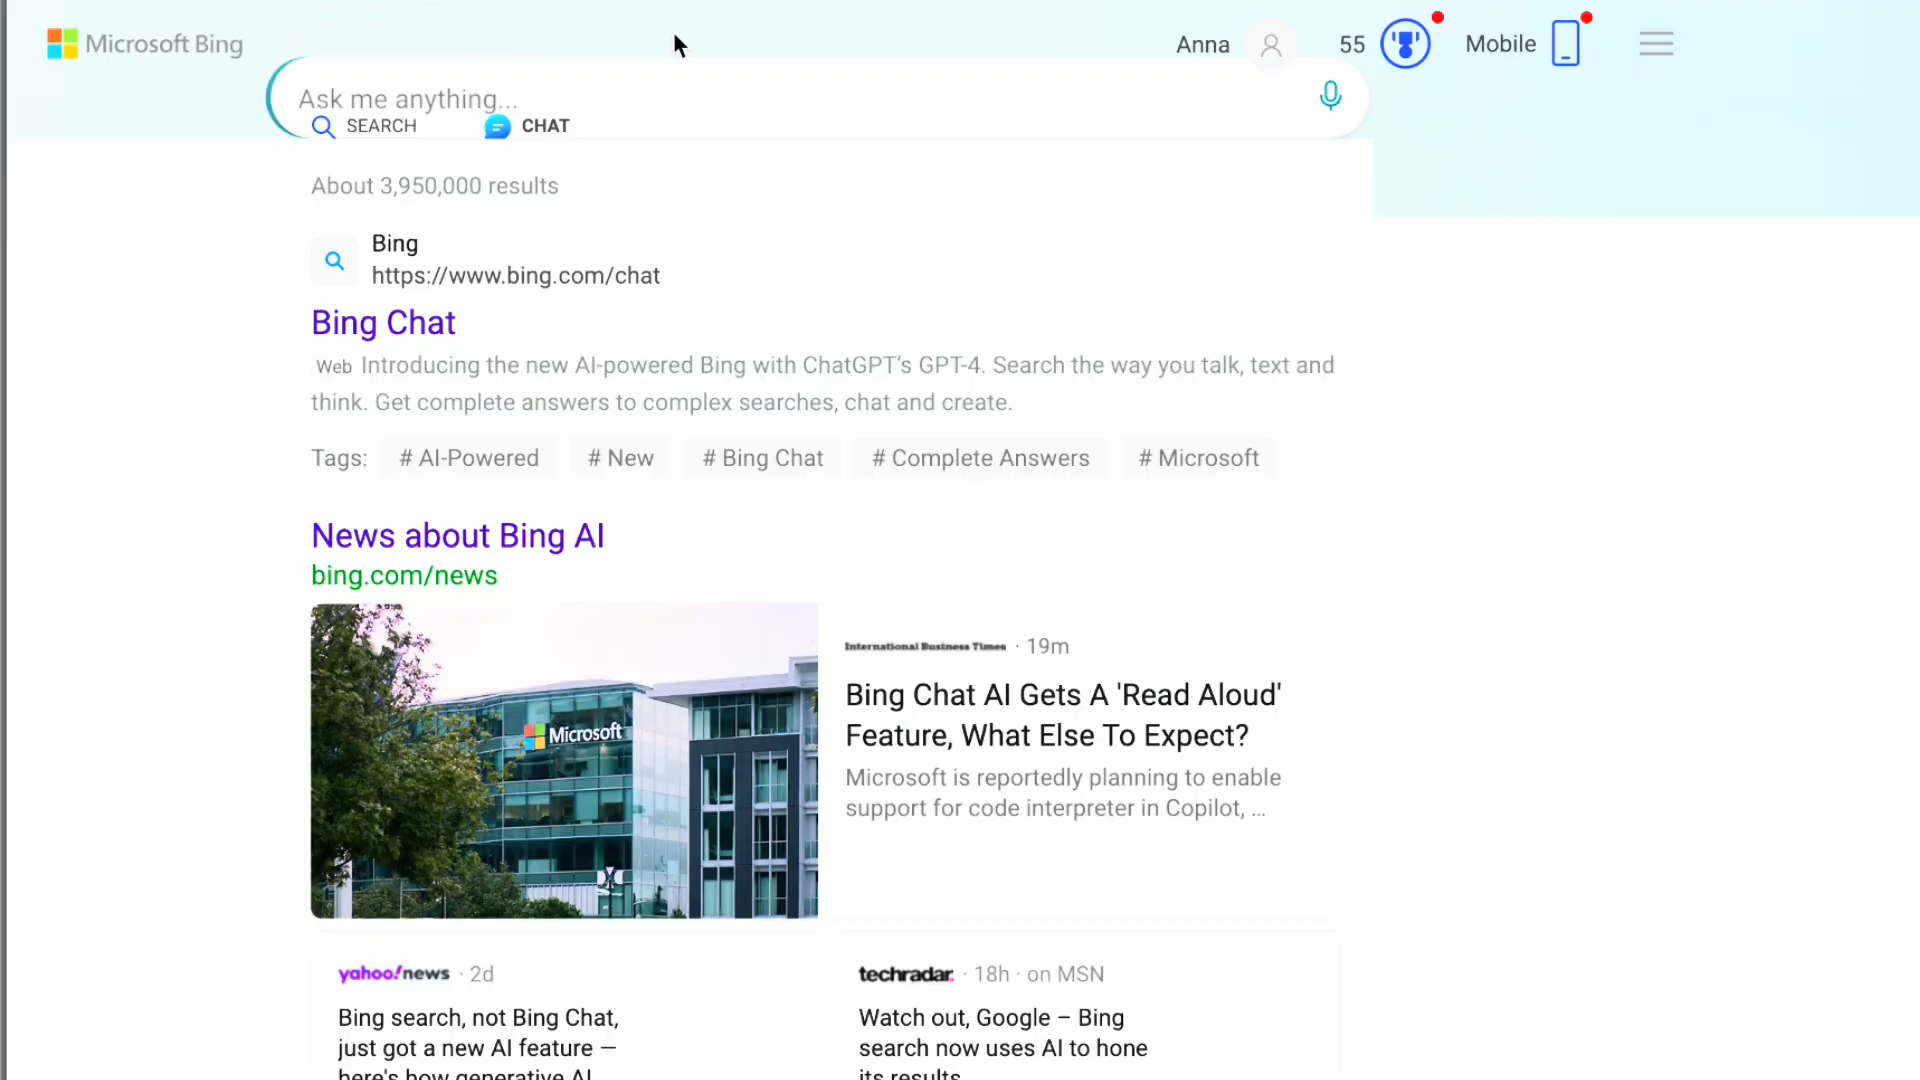 Microsoft Bing
Anna
55
Mobile
Ask me anything...
SEARCH
CHAT
About 3,950,000 results
Bing
https://www.bing.com/chat
Bing Chat
Web Introducing the new AI-powered Bing with ChatGPT's GPT-4. Search the way you talk, text and
think. Get complete answers to complex searches, chat and create.
Tags: # AI-Powered # New # Bing Chat # Complete Answers # Microsoft
News about Bing AI
bing.com/news
Microsoft
International Business Times · 19m
Bing Chat AI Gets A 'Read Aloud'
Feature, What Else To Expect?
Microsoft is reportedly planning to enable
support for code interpreter in Copilot, ...
yahoo!news · 2d
Bing search, not Bing Chat,
just got a new AI feature —
here's how generative AI
techradar. · 18h · on MSN
Watch out, Google – Bing
search now uses AI to hone
its results